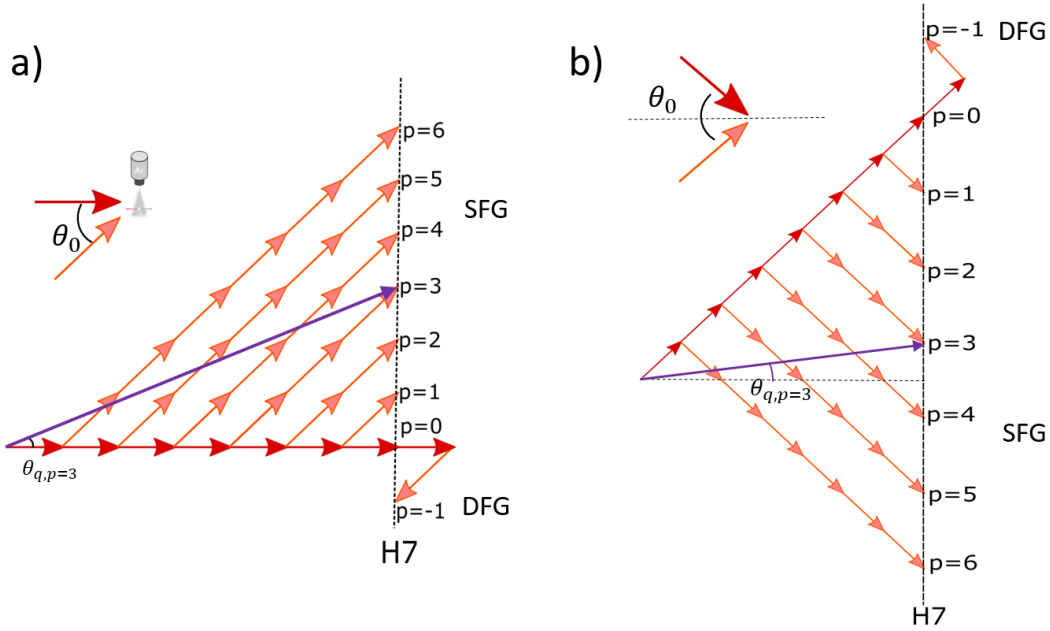 a)
p=6
p=5
SFG
p=4
θ₀
p=3
p=2
p=1
p=0
θq,p=3
DFG
p=-1
H7
b)
p=-1 DFG
θ₀
p=0
p=1
p=2
p=3
θq,p=3
p=4
SFG
p=5
p=6
H7